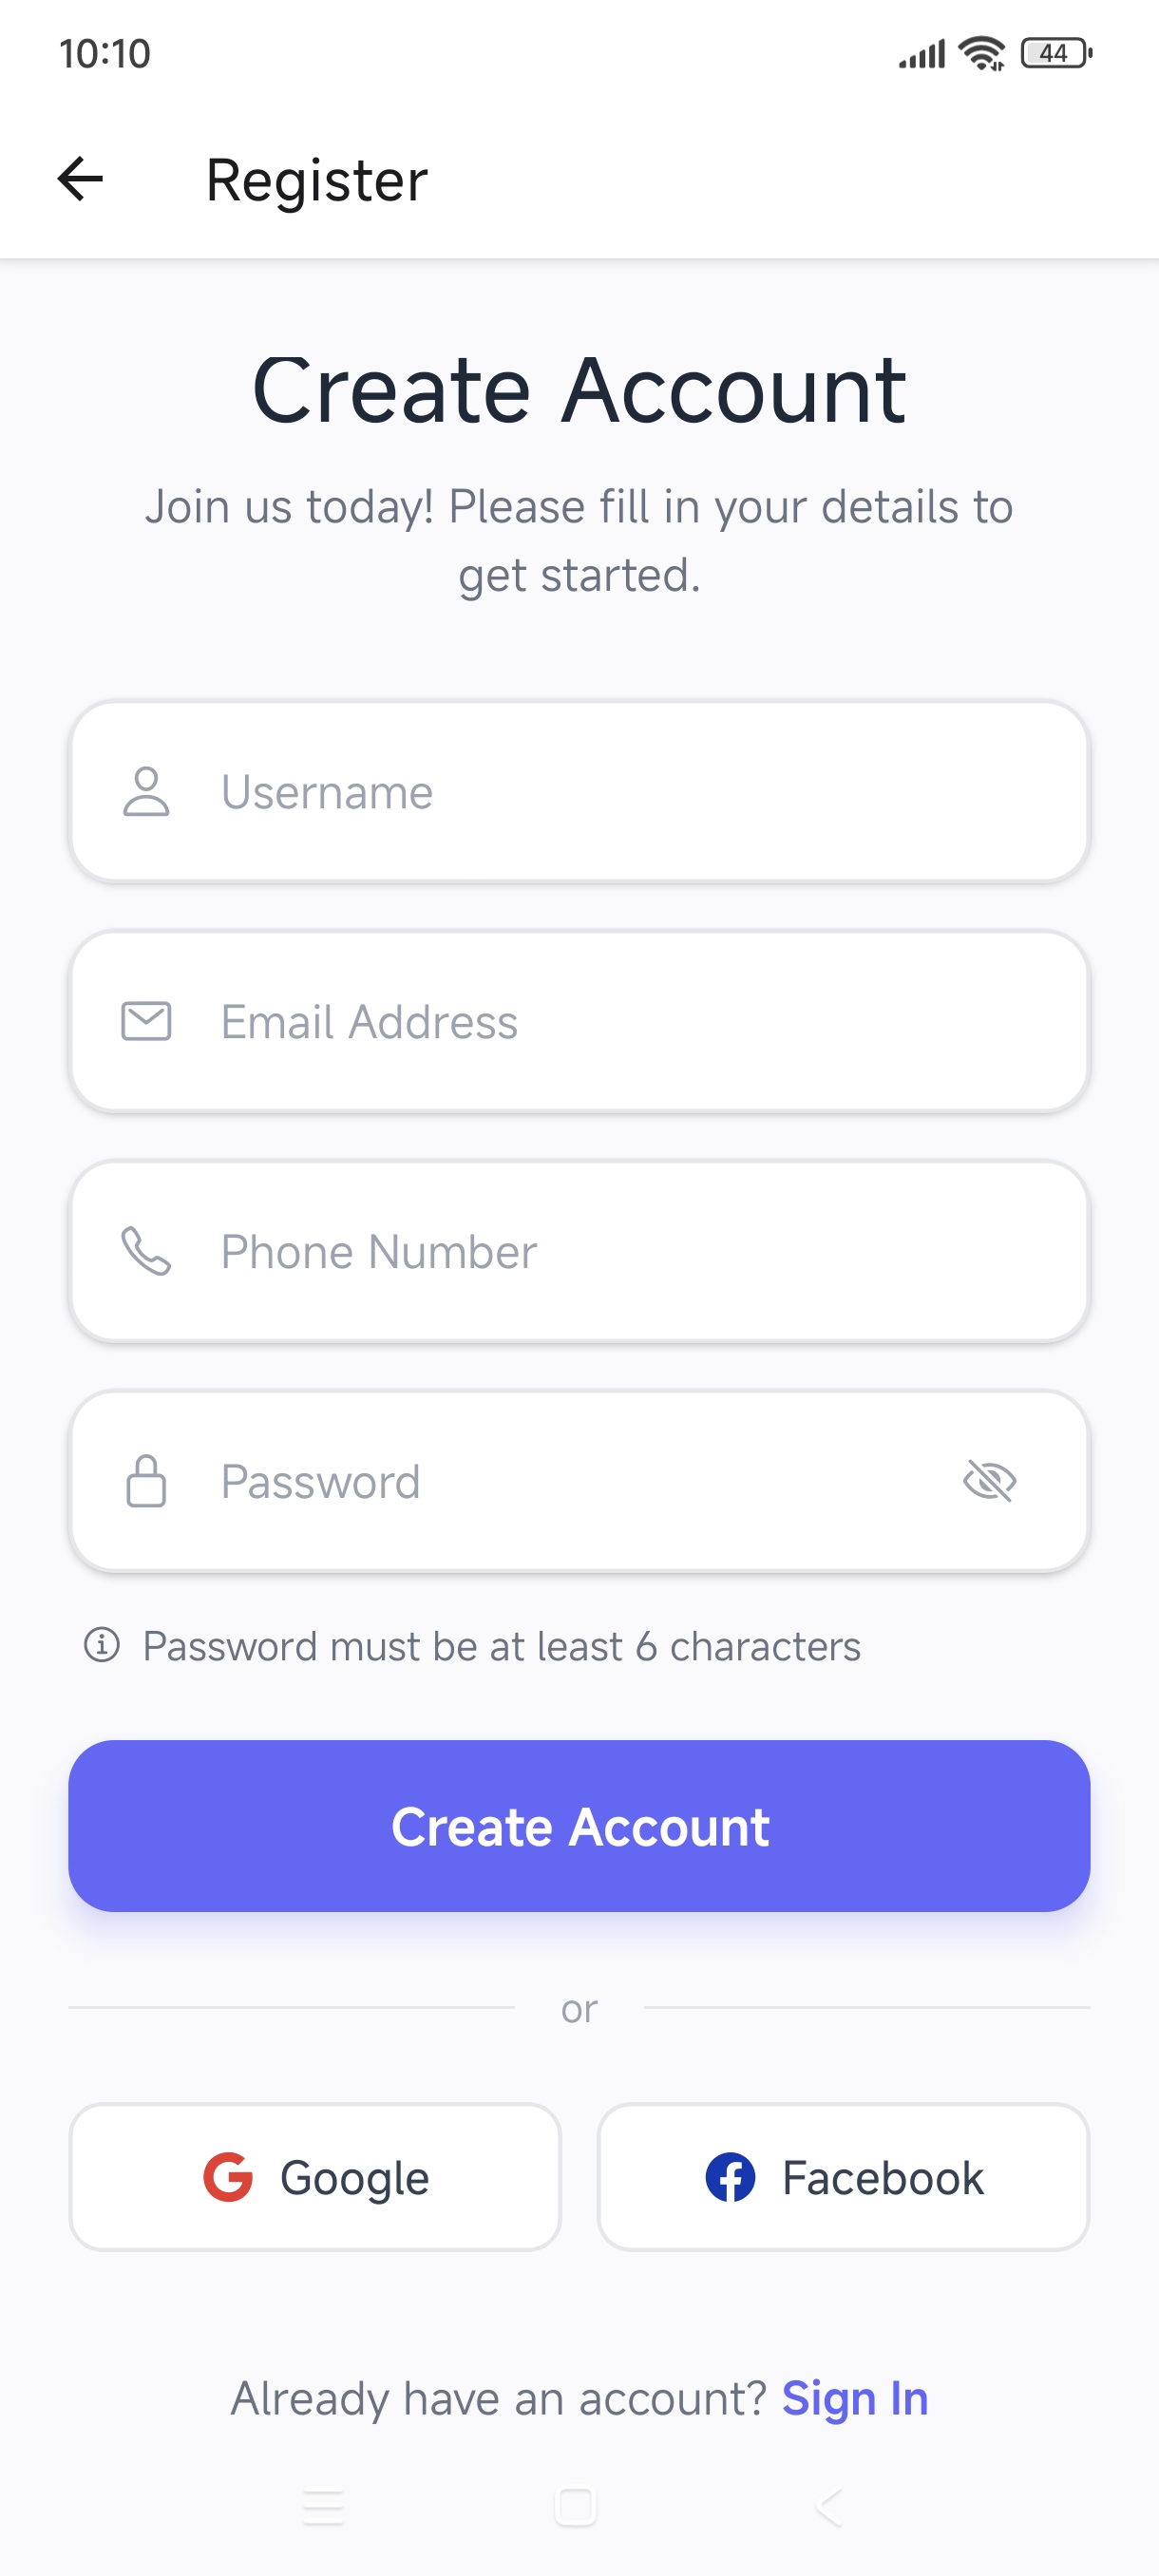 10:10
44
Register
Create Account
Join us today! Please fill in your details to
get started.
Username
Email Address
Phone Number
Password
Password must be at least 6 characters
Create Account
or
Google
Facebook
Already have an account? Sign In